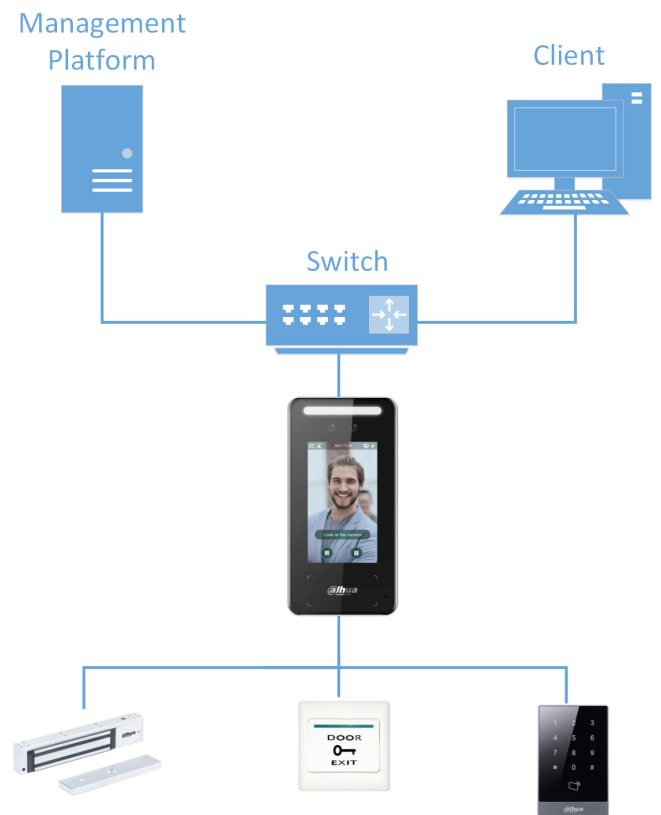 Management
Platform
Client
Switch
Look at the camera
alhua
DOOR
EXIT
1 2 3
4 5 6
7 8 9
* 0 #
alhua